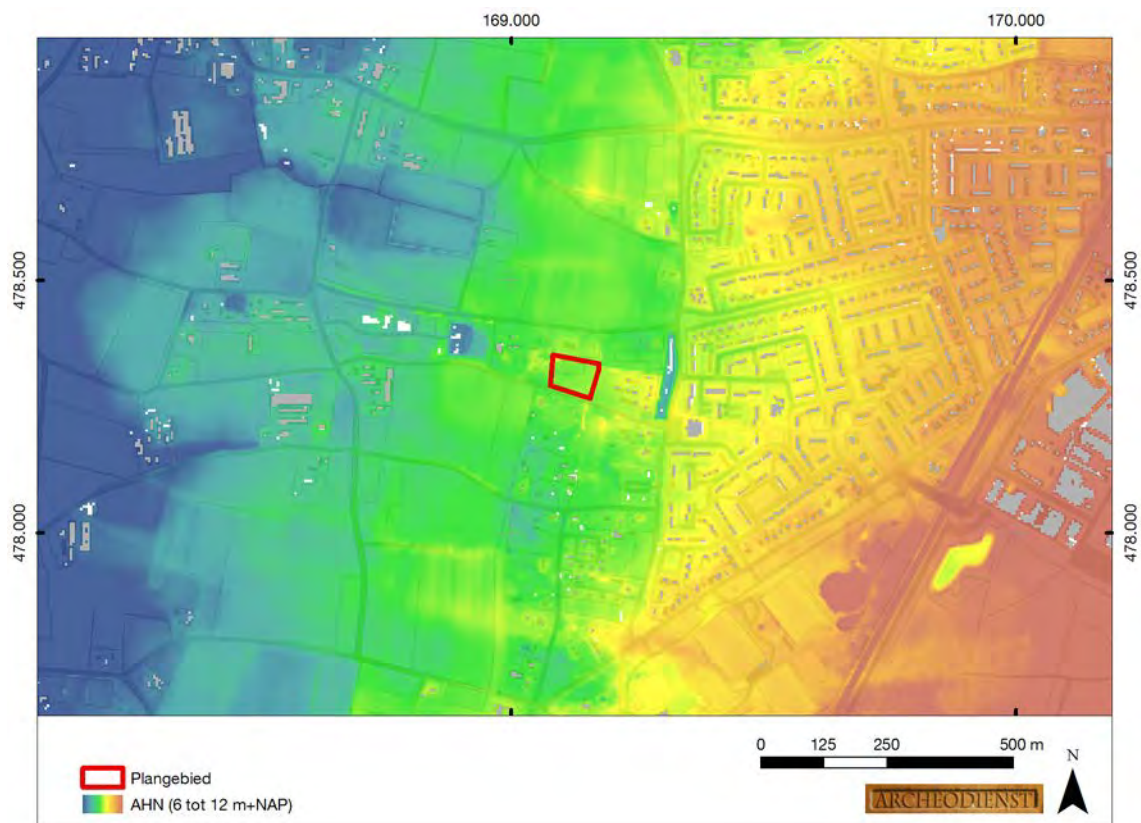 169.000 170.000
478.500 478.500
478.000 478.000
0 125 250 500 m N
Plangebied
AHN (6 tot 12 m+NAP)
ARCHEODIENST